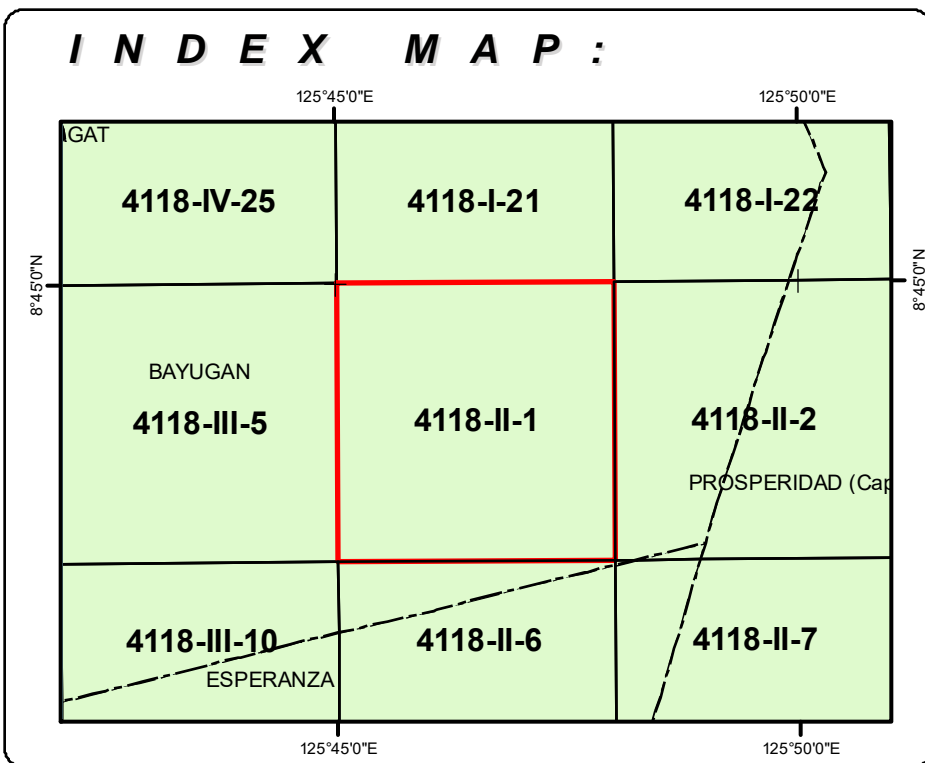 INDEX MAP:
125°45'0"E 125°50'0"E
4118-IV-25 4118-I-21 4118-I-22
8°45'0"N 8°45'0"N
BAYUGAN
4118-III-5 4118-II-1 4118-II-2
PROSPERIDAD (Cap
4118-III-10 4118-II-6 4118-II-7
ESPERANZA
125°45'0"E 125°50'0"E